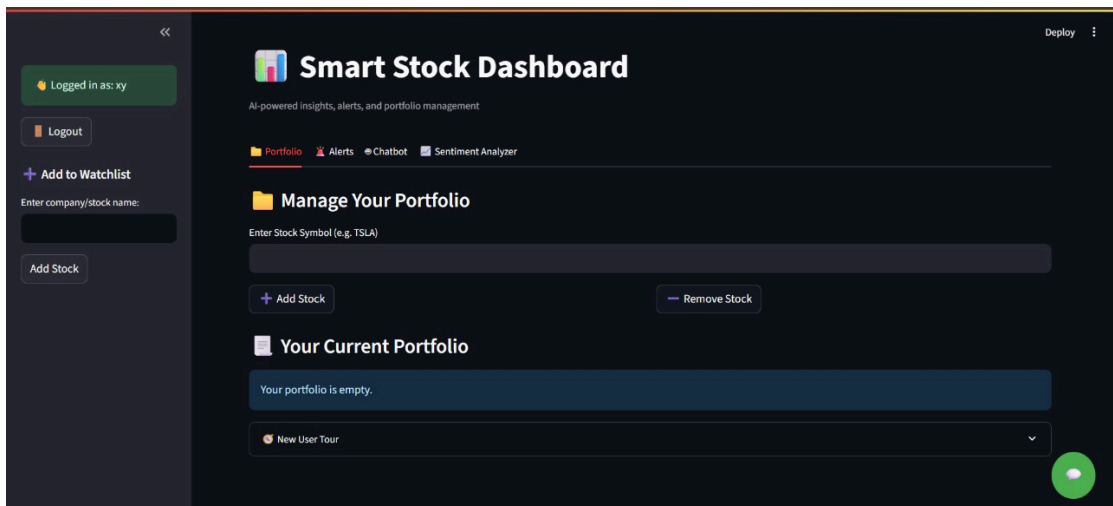 Deploy
Logged in as: xy
Logout
Add to Watchlist
Enter company/stock name:
Add Stock
Smart Stock Dashboard
AI-powered insights, alerts, and portfolio management
Portfolio Alerts Chatbot Sentiment Analyzer
Manage Your Portfolio
Enter Stock Symbol (e.g. TSLA)
Add Stock Remove Stock
Your Current Portfolio
Your portfolio is empty.
New User Tour